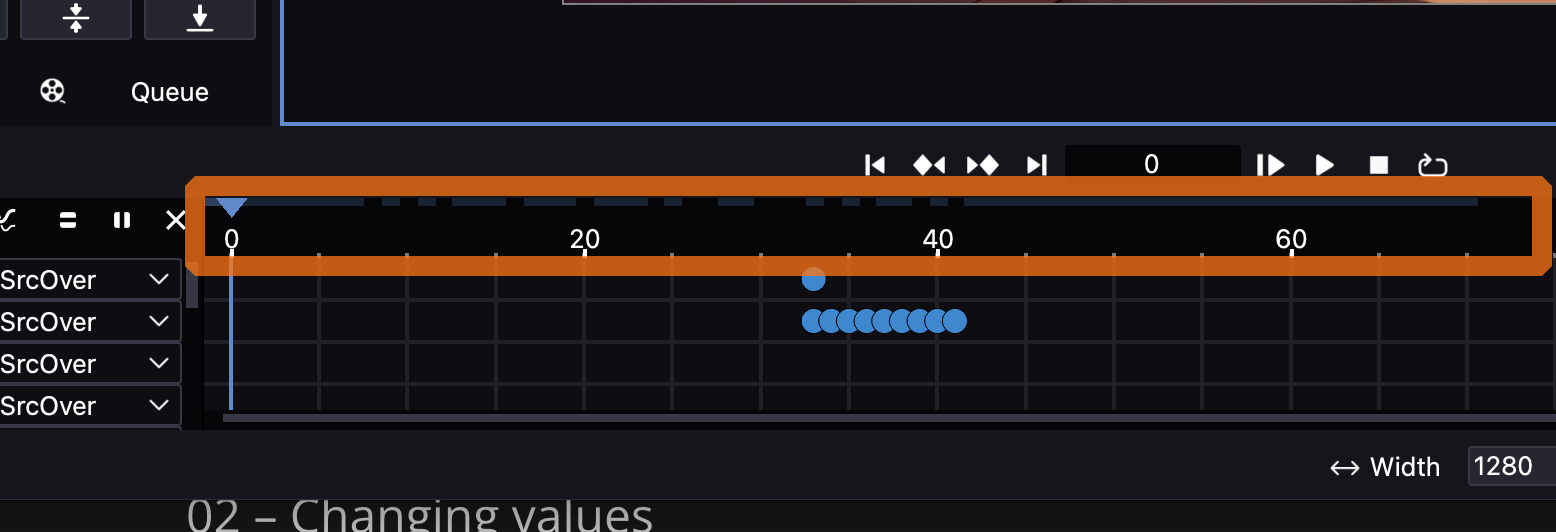 Queue
0
0 20 40 60
SrcOver
SrcOver
SrcOver
SrcOver
Width 1280
02 – Changing values